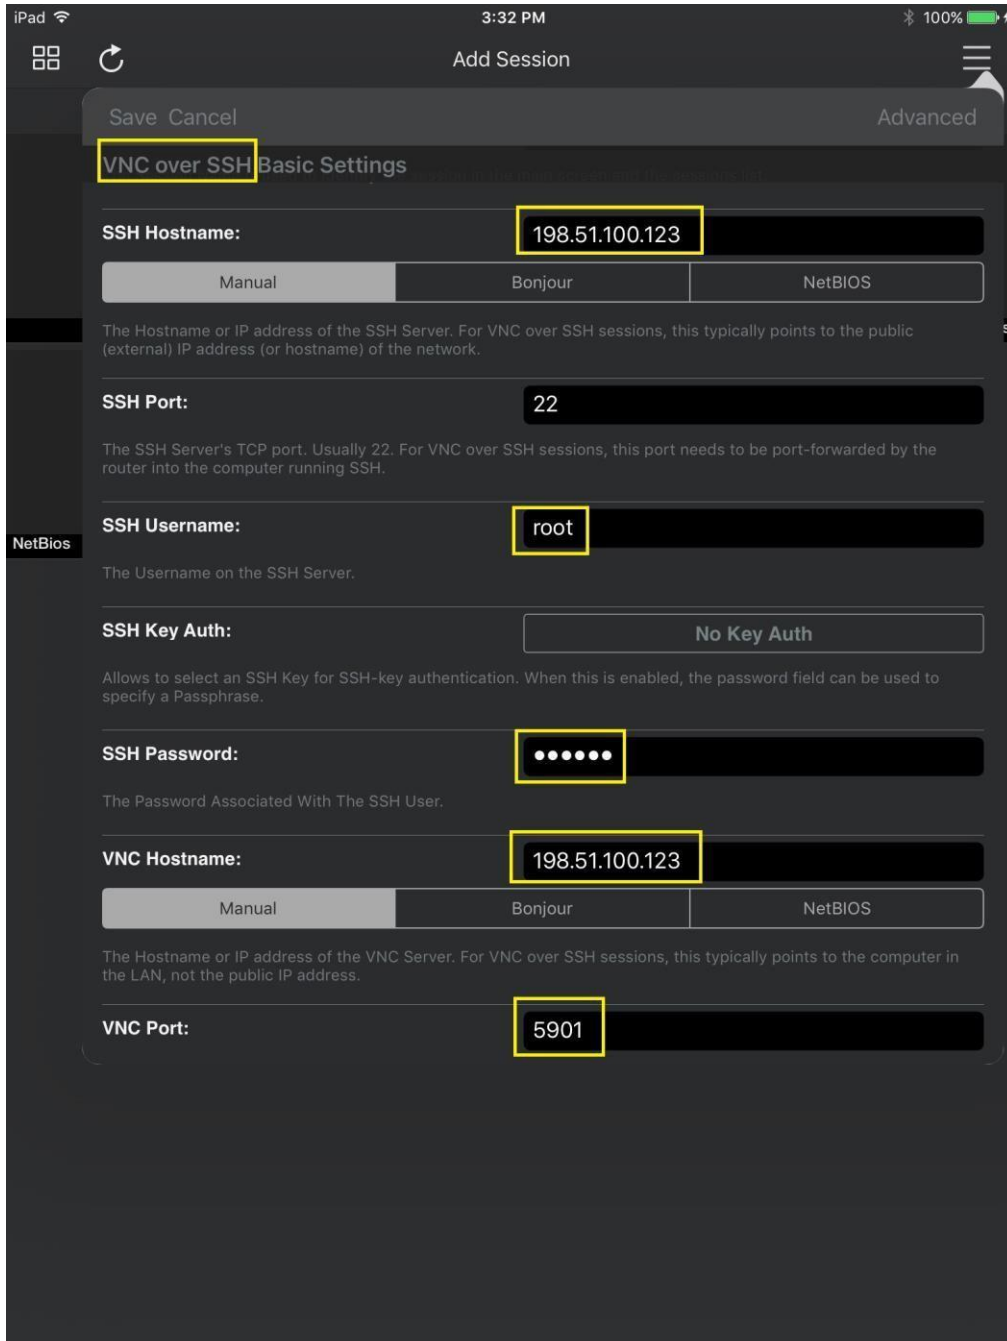 iPad 3:32 PM 100%
Add Session
Save Cancel Advanced
VNC over SSH Basic Settings
SSH Hostname: 198.51.100.123
Manual Bonjour NetBIOS
The Hostname or IP address of the SSH Server. For VNC over SSH sessions, this typically points to the public
(external) IP address (or hostname) of the network.
SSH Port: 22
The SSH Server's TCP port. Usually 22. For VNC over SSH sessions, this port needs to be port-forwarded by the
router into the computer running SSH.
SSH Username: root
NetBios
The Username on the SSH Server.
SSH Key Auth: No Key Auth
Allows to select an SSH Key for SSH-key authentication. When this is enabled, the password field can be used to
specify a Passphrase.
SSH Password: ••••••
The Password Associated With The SSH User.
VNC Hostname: 198.51.100.123
Manual Bonjour NetBIOS
The Hostname or IP address of the VNC Server. For VNC over SSH sessions, this typically points to the computer in
the LAN, not the public IP address.
VNC Port: 5901